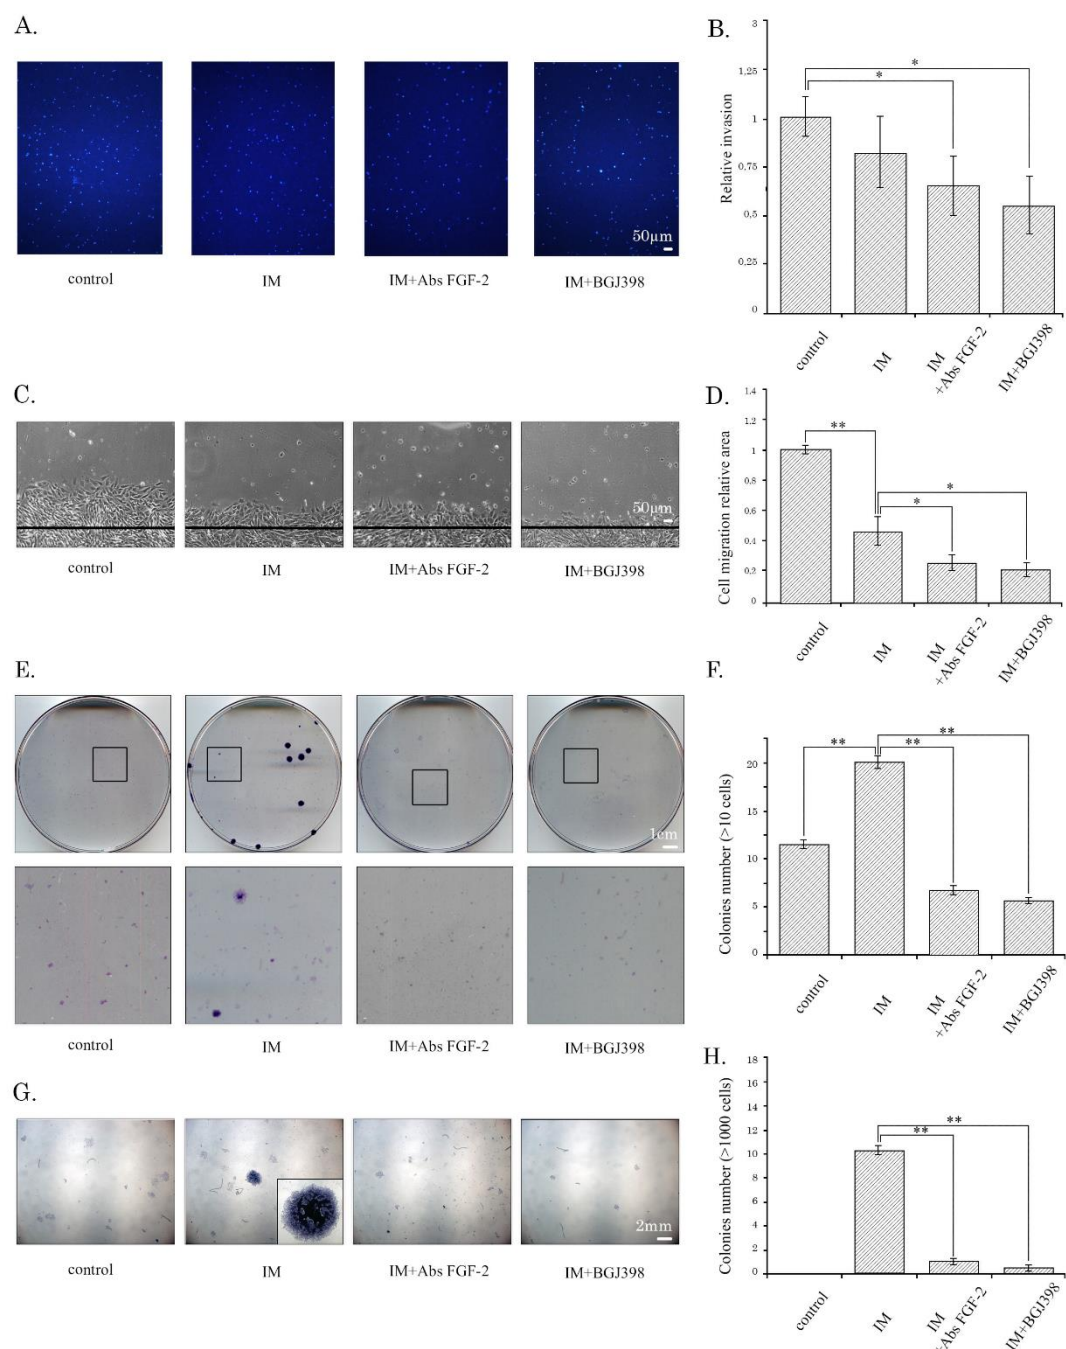 A.
50µm
control
IM
IM+Abs FGF-2
IM+BGJ398
B.
Relative invasion
3
1,25
1
0,75
0,5
0,25
0
*
*
control
IM
IM
+Abs FGF-2
IM+BGJ398
C.
50µm
control
IM
IM+Abs FGF-2
IM+BGJ398
D.
Cell migration relative area
1.4
1.2
1
0.8
0.6
0.4
0.2
0
**
*
*
control
IM
IM
+Abs FGF-2
IM+BGJ398
E.
1cm
control
IM
IM+Abs FGF-2
IM+BGJ398
F.
Colonies number (>10 cells)
20
15
10
5
0
**
**
**
control
IM
IM
+Abs FGF-2
IM+BGJ398
G.
2mm
control
IM
IM+Abs FGF-2
IM+BGJ398
H.
Colonies number (>1000 cells)
18
16
14
12
10
8
6
4
2
0
**
**
control
IM
IM
+Abs FGF-2
IM+BGJ398